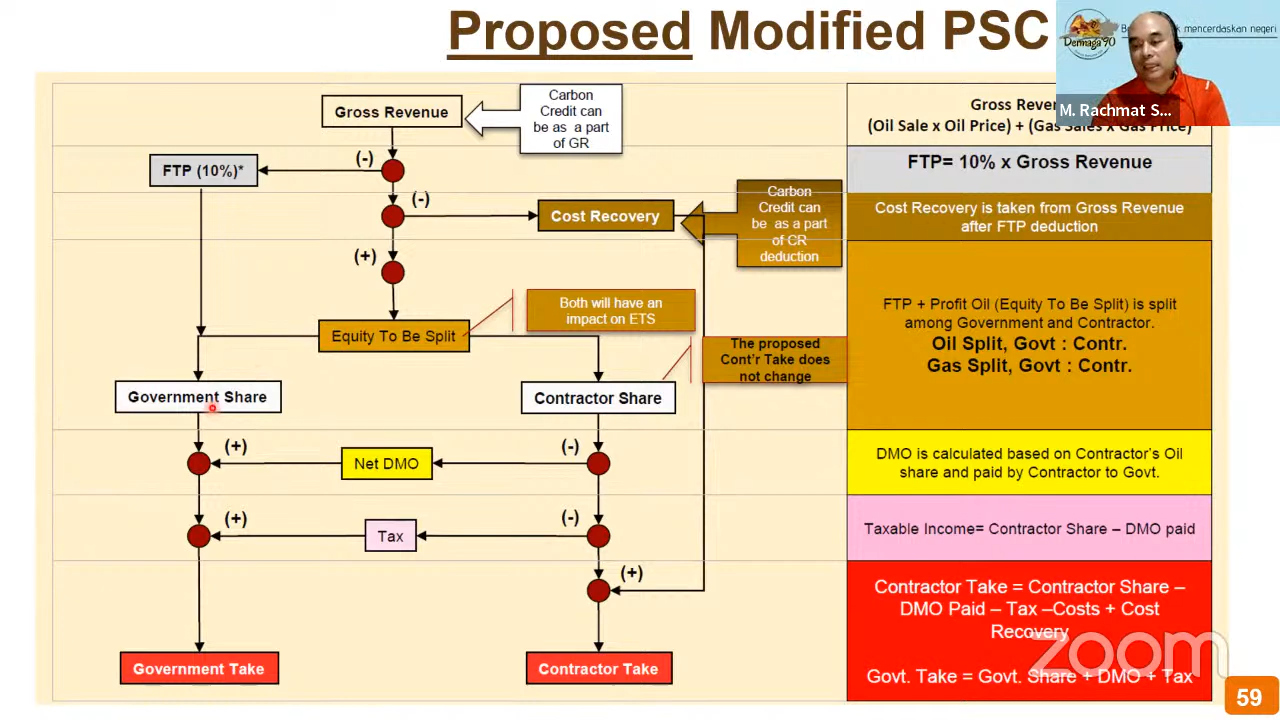 Proposed Modified PSC
Dermaga 90
mencerdaskan negeri
M. Rachmat S...
Gross Revenue
Carbon
Credit can
be as a part
of GR
(Oil Sale x Oil Price) + (Gas Sales x Gas Price)
(-)
FTP (10%)*
FTP= 10% x Gross Revenue
(-)
Cost Recovery
Carbon
Credit can
be as a part
of CR
deduction
Cost Recovery is taken from Gross Revenue
after FTP deduction
(+)
Both will have an
impact on ETS
Equity To Be Split
The proposed
Cont'r Take does
not change
FTP + Profit Oil (Equity To Be Split) is split
among Government and Contractor.
Oil Split, Govt : Contr.
Gas Split, Govt : Contr.
Government Share
Contractor Share
(+)
Net DMO
(-)
DMO is calculated based on Contractor's Oil
share and paid by Contractor to Govt.
(+)
Tax
(-)
Taxable Income= Contractor Share – DMO paid
(+)
Contractor Take = Contractor Share –
DMO Paid – Tax –Costs + Cost
Recovery
Govt. Take = Govt. Share + DMO + Tax
Government Take
Contractor Take
zoom
59